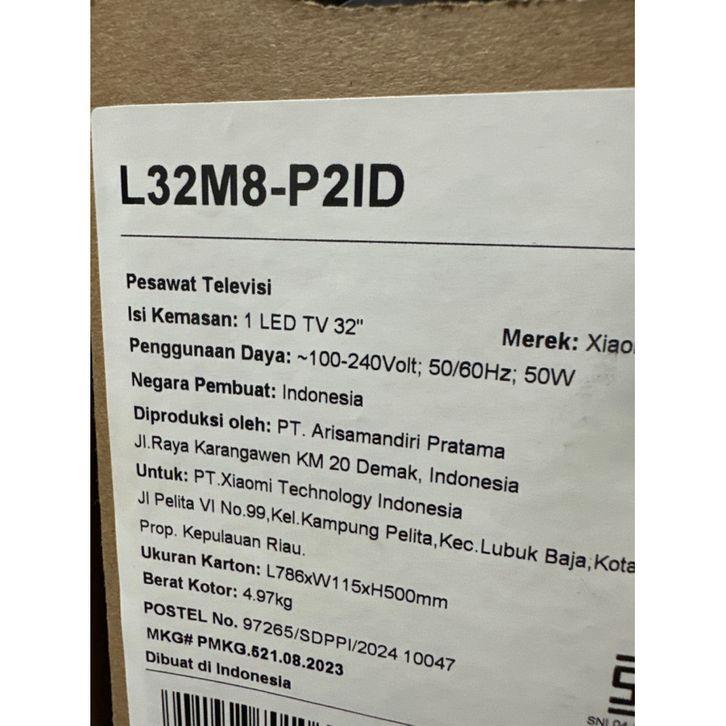 L32M8-P2ID
Pesawat Televisi
Isi Kemasan: 1 LED TV 32"
Merek: Xiao
Penggunaan Daya: ~100-240Volt; 50/60Hz; 50W
Negara Pembuat: Indonesia
Diproduksi oleh: PT. Arisamandiri Pratama
Jl.Raya Karangawen KM 20 Demak, Indonesia
Untuk: PT.Xiaomi Technology Indonesia
Jl Pelita VI No.99,Kel.Kampung Pelita,Kec.Lubuk Baja,Kota
Prop. Kepulauan Riau.
Ukuran Karton: L786xW115xH500mm
Berat Kotor: 4.97kg
POSTEL No. 97265/SDPPI/2024 10047
MKG# PMKG.521.08.2023
Dibuat di Indonesia